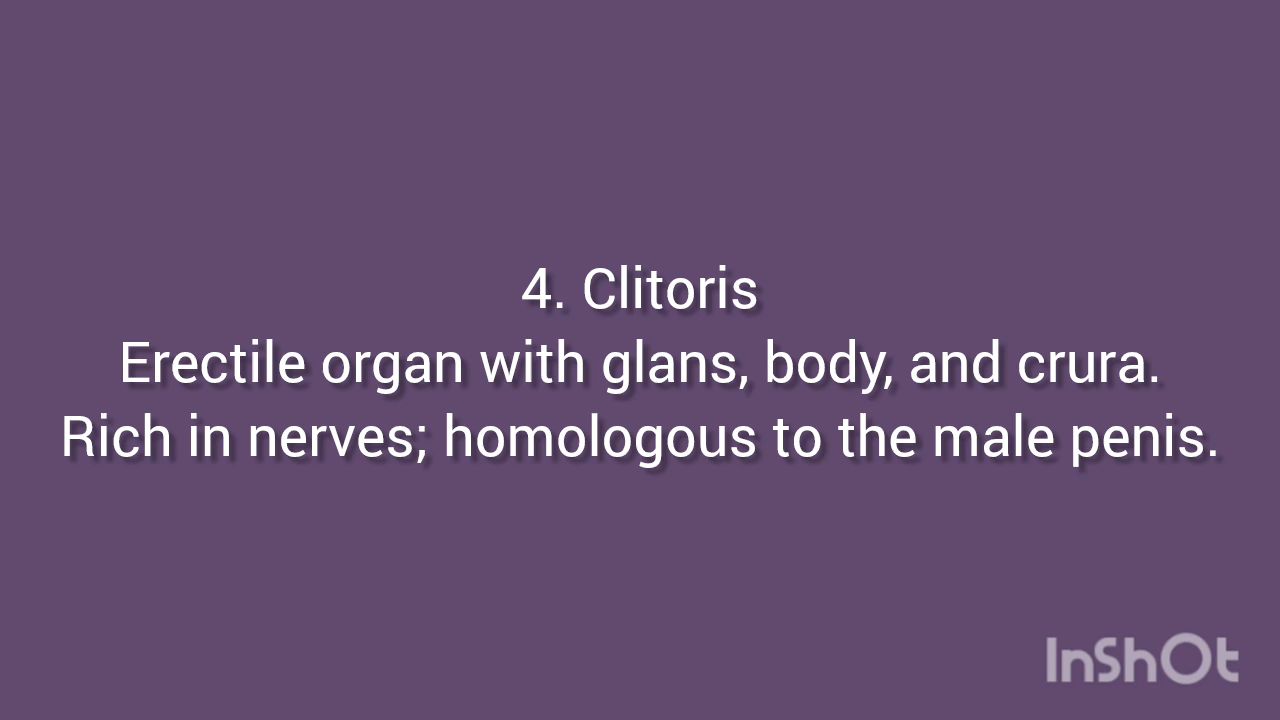 4. Clitoris
Erectile organ with glans, body, and crura.
Rich in nerves; homologous to the male penis.
InShOt